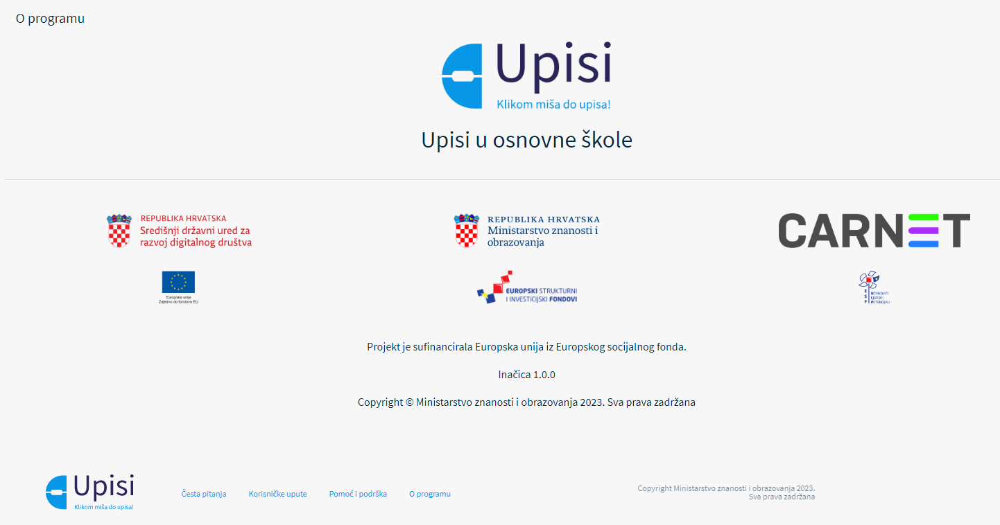 O programu
Upisi
Klikom miša do upisa!
Upisi u osnovne škole
REPUBLIKA HRVATSKA
Središnji državni ured za
razvoj digitalnog društva
REPUBLIKA HRVATSKA
Ministarstvo znanosti i
obrazovanja
CARNET
Europska unija
Zajedno do fondova EU
EUROPSKI STRUKTURNI
I INVESTICIJSKI FONDOVI
E S F
UČINKOVITI
LJUDSKI
POTENCIJALI
Projekt je sufinancirala Europska unija iz Europskog socijalnog fonda.
Inačica 1.0.0
Copyright © Ministarstvo znanosti i obrazovanja 2023. Sva prava zadržana
Upisi
Klikom miša do upisa!
Česta pitanja
Korisničke upute
Pomoć i podrška
O programu
Copyright Ministarstvo znanosti i obrazovanja 2023.
Sva prava zadržana